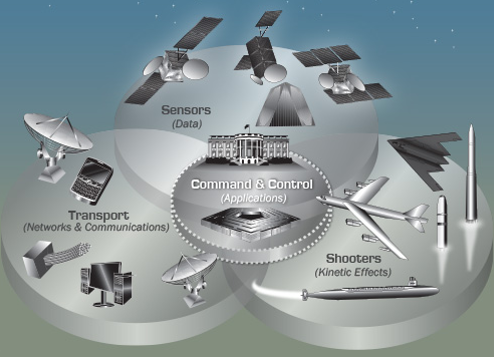 Sensors
(Data)
Command & Control
(Applications)
Transport
(Networks & Communications)
Shooters
(Kinetic Effects)